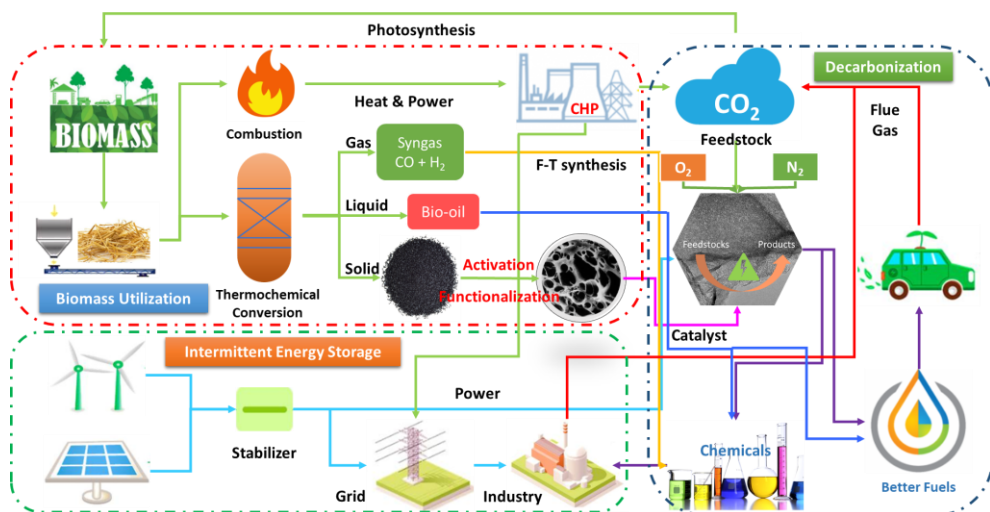 Photosynthesis
Decarbonization
BIOMASS
Combustion
Heat & Power
CHP
CO₂
Feedstock
Flue
Gas
Gas
Syngas
CO + H₂
F-T synthesis
O₂
N₂
Liquid
Bio-oil
Feedstocks
Products
Solid
Activation
Functionalization
Biomass Utilization
Thermochemical
Conversion
Catalyst
Intermittent Energy Storage
Power
Stabilizer
Chemicals
Grid
Industry
Better Fuels